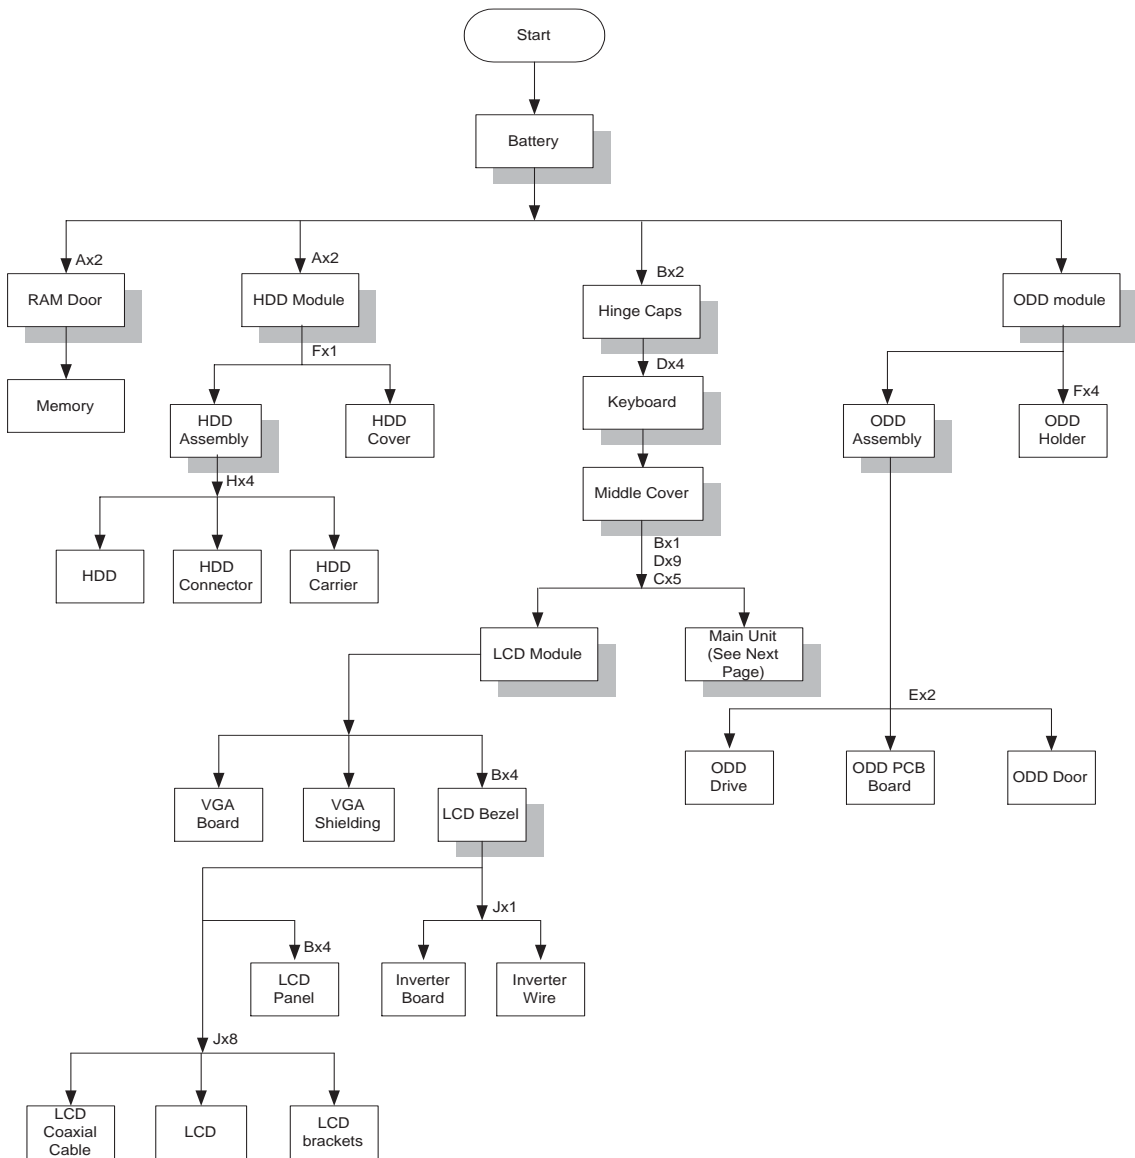 Start
Battery
Ax2
Ax2
Bx2
RAM Door
HDD Module
Hinge Caps
ODD module
Fx1
Dx4
Memory
HDD
Assembly
HDD
Cover
Keyboard
ODD
Assembly
Fx4
ODD
Holder
Hx4
Middle Cover
HDD
HDD
Connector
HDD
Carrier
Bx1
Dx9
Cx5
LCD Module
Main Unit
(See Next
Page)
Ex2
ODD
Drive
ODD PCB
Board
ODD Door
Bx4
VGA
Board
VGA
Shielding
LCD Bezel
Jx1
Bx4
LCD
Panel
Inverter
Board
Inverter
Wire
Jx8
LCD
Coaxial
Cable
LCD
LCD
brackets